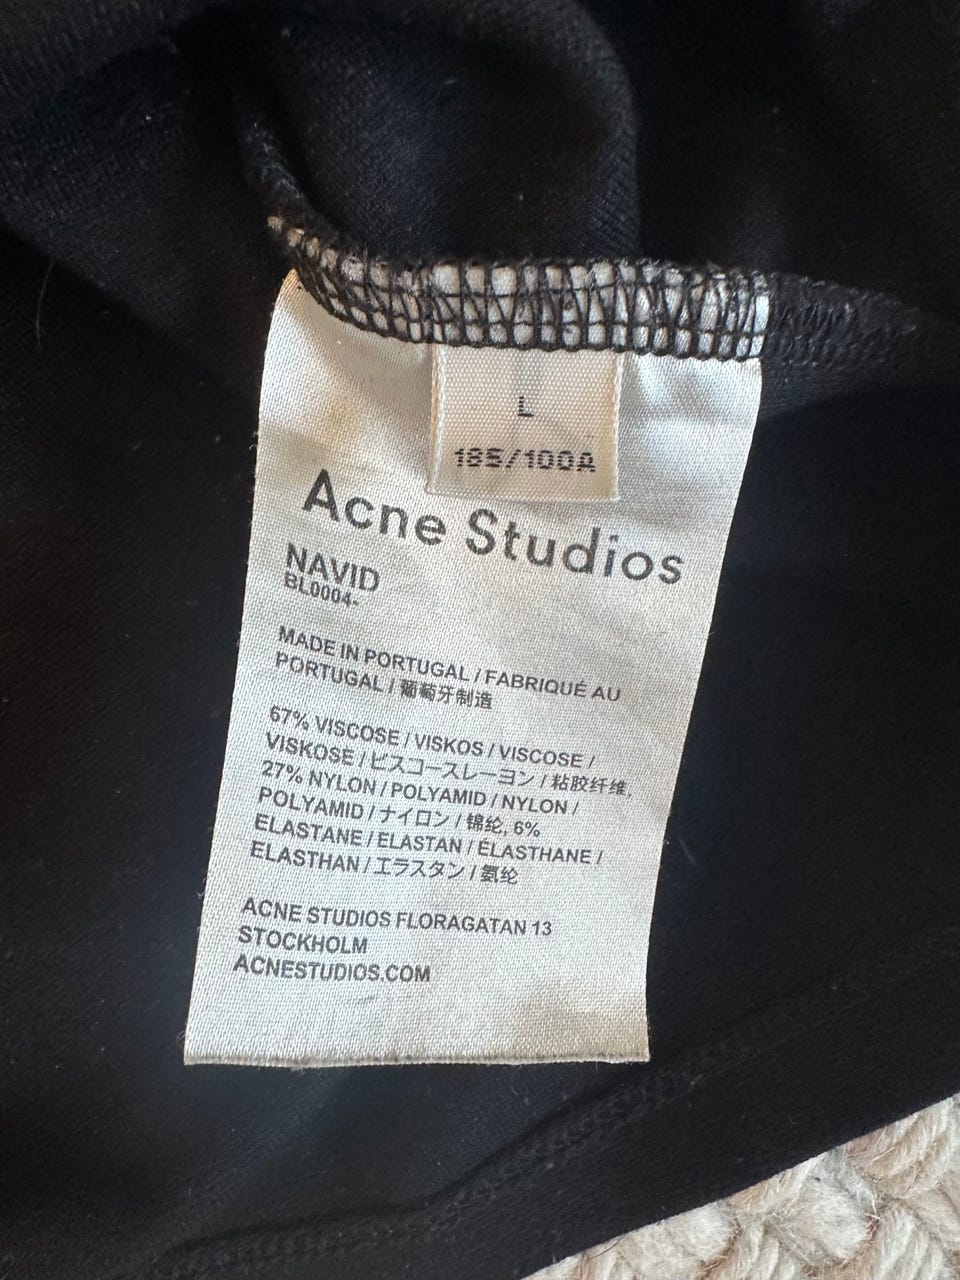 L
185/100A
Acne Studios
NAVID
BL0004-
MADE IN PORTUGAL / FABRIQUÉ AU
PORTUGAL / 葡萄牙制造
67% VISCOSE / VISKOS / VISCOSE /
VISKOSE / ビスコースレーヨン / 粘胶纤维,
27% NYLON / POLYAMID / NYLON /
POLYAMID / ナイロン / 锦纶, 6%
ELASTANE / ELASTAN / ÉLASTHANE /
ELASTHAN / エラスタン / 氨纶
ACNE STUDIOS FLORAGATAN 13
STOCKHOLM
ACNESTUDIOS.COM